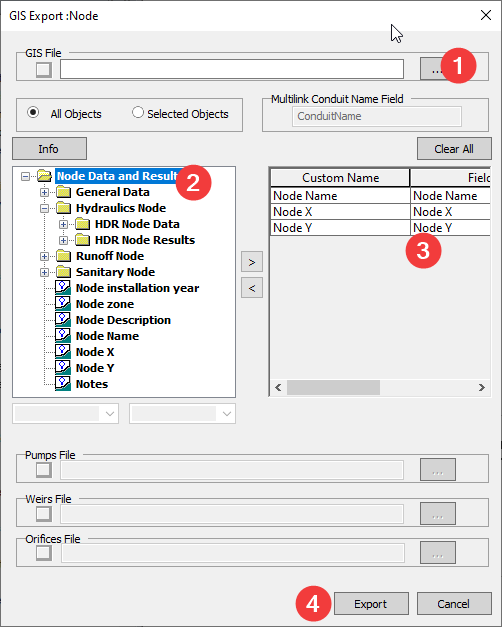 GIS Export :Node
GIS File
... 1
All Objects Selected Objects
Multilink Conduit Name Field
ConduitName
Info Clear All
Node Data and Result 2
General Data
Hydraulics Node
HDR Node Data
HDR Node Results
Runoff Node
Sanitary Node
Node installation year
Node zone
Node Description
Node Name
Node X
Node Y
Notes
>
<
Custom Name Field
Node Name Node Name
Node X Node X
Node Y Node Y
3
Pumps File
...
Weirs File
...
Orifices File
...
4 Export Cancel